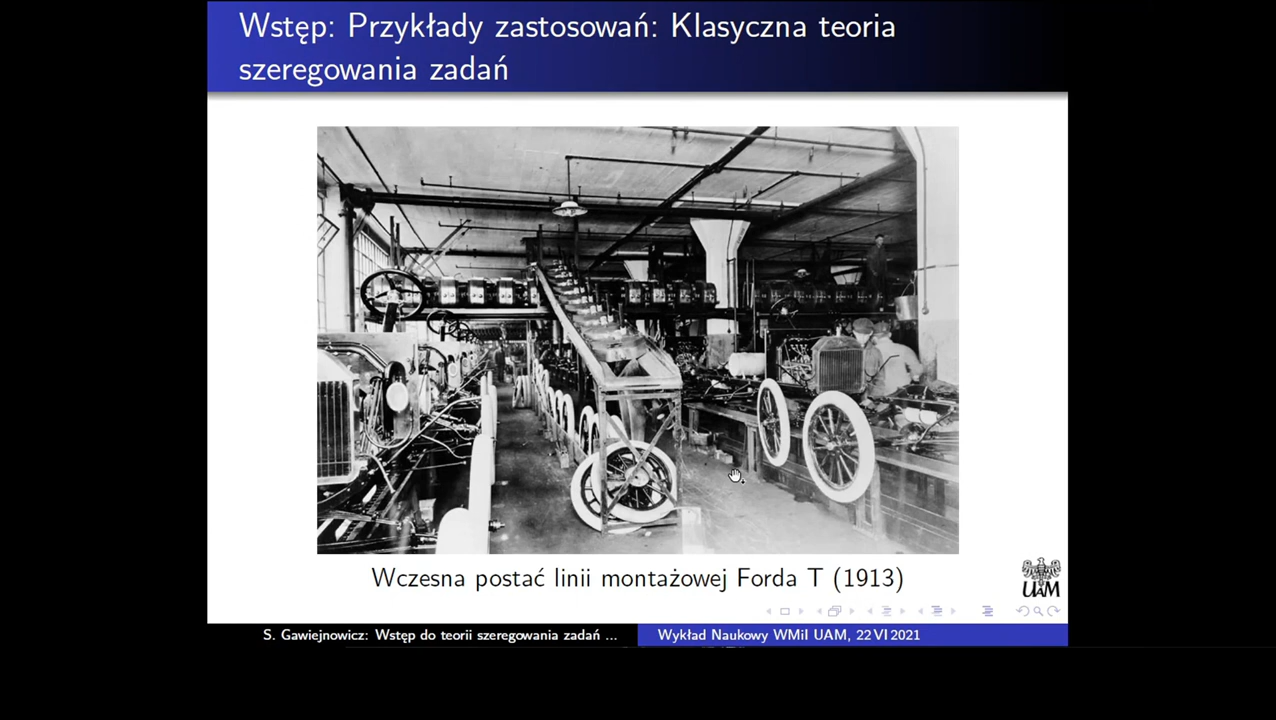 Wstęp: Przykłady zastosowań: Klasyczna teoria
szeregowania zadań
Wczesna postać linii montażowej Forda T (1913)
UAM
S. Gawiejnowicz: Wstęp do teorii szeregowania zadań ...
Wykład Naukowy WMiI UAM, 22 VI 2021